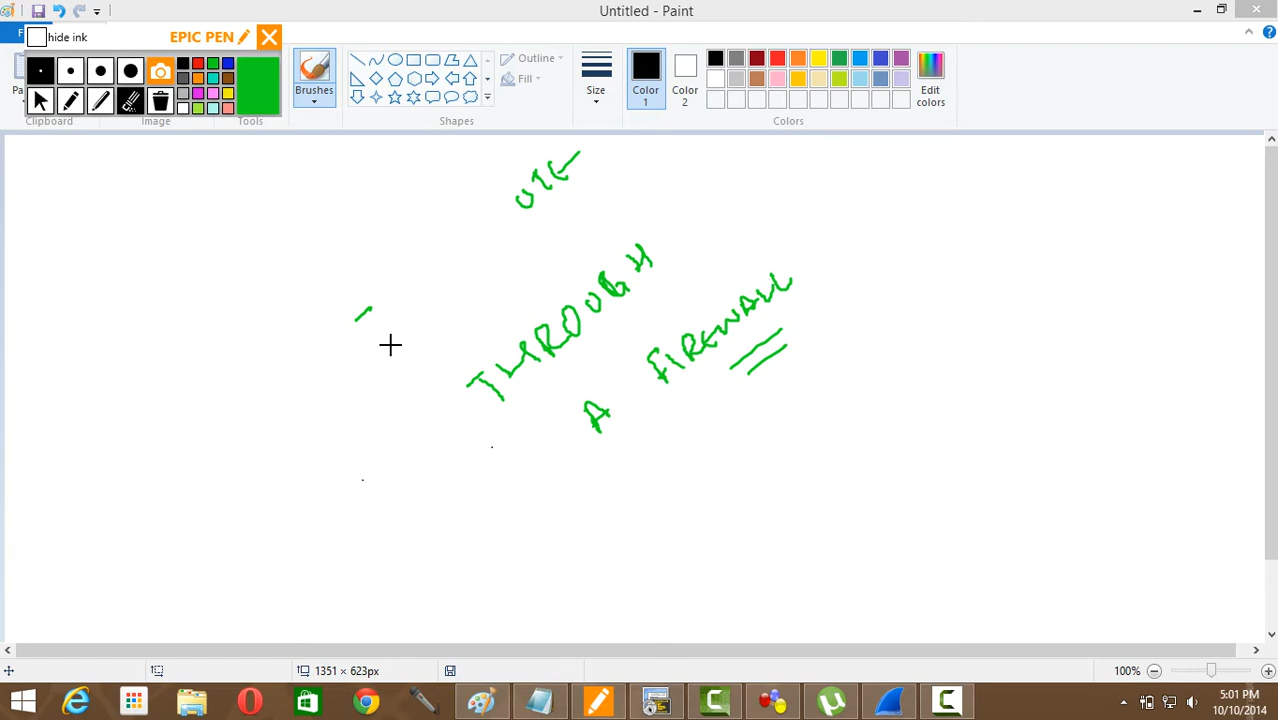 Untitled - Paint
hide ink
EPIC PEN
Brushes
Outline
Fill
Size
Color 1
Color 2
Edit colors
Clipboard
Image
Tools
Shapes
Colors
THROUGH
A FIREWALL
1351 × 623px
100%
5:01 PM
10/10/2014